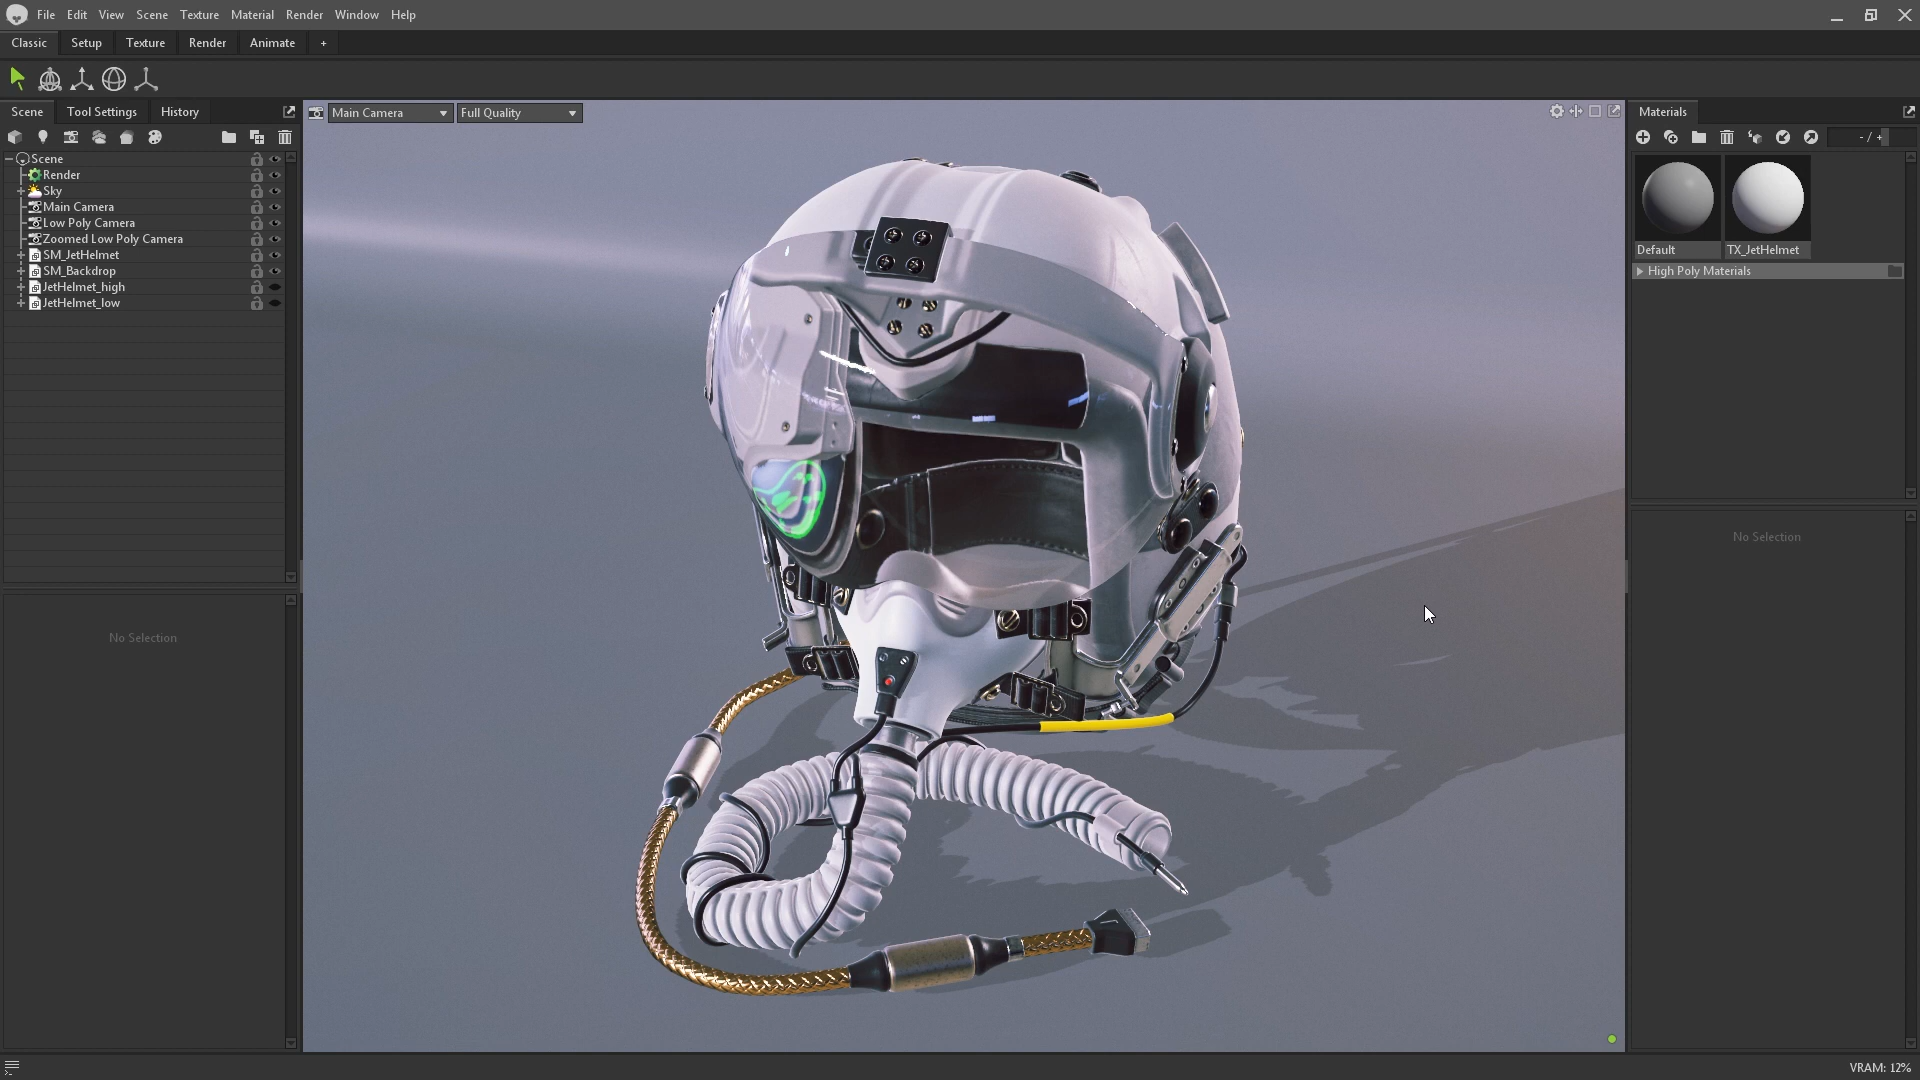 File Edit View Scene Texture Material Render Window Help
Classic Setup Texture Render Animate +
Scene Tool Settings History
Main Camera Full Quality
Materials
- / +
Scene
Render
Sky
Main Camera
Low Poly Camera
Zoomed Low Poly Camera
SM_JetHelmet
SM_Backdrop
JetHelmet_high
JetHelmet_low
Default TX_JetHelmet
High Poly Materials
No Selection
No Selection
VRAM: 12%